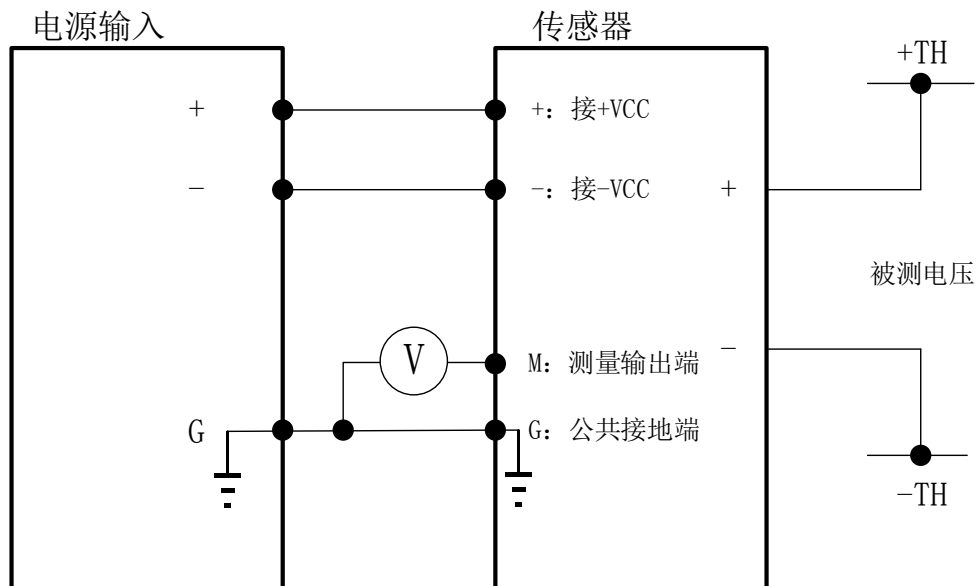 电源输入
传感器
+TH
+
+: 接+VCC
-
-: 接-VCC
+
被测电压
V
M: 测量输出端
-
G
G: 公共接地端
-TH